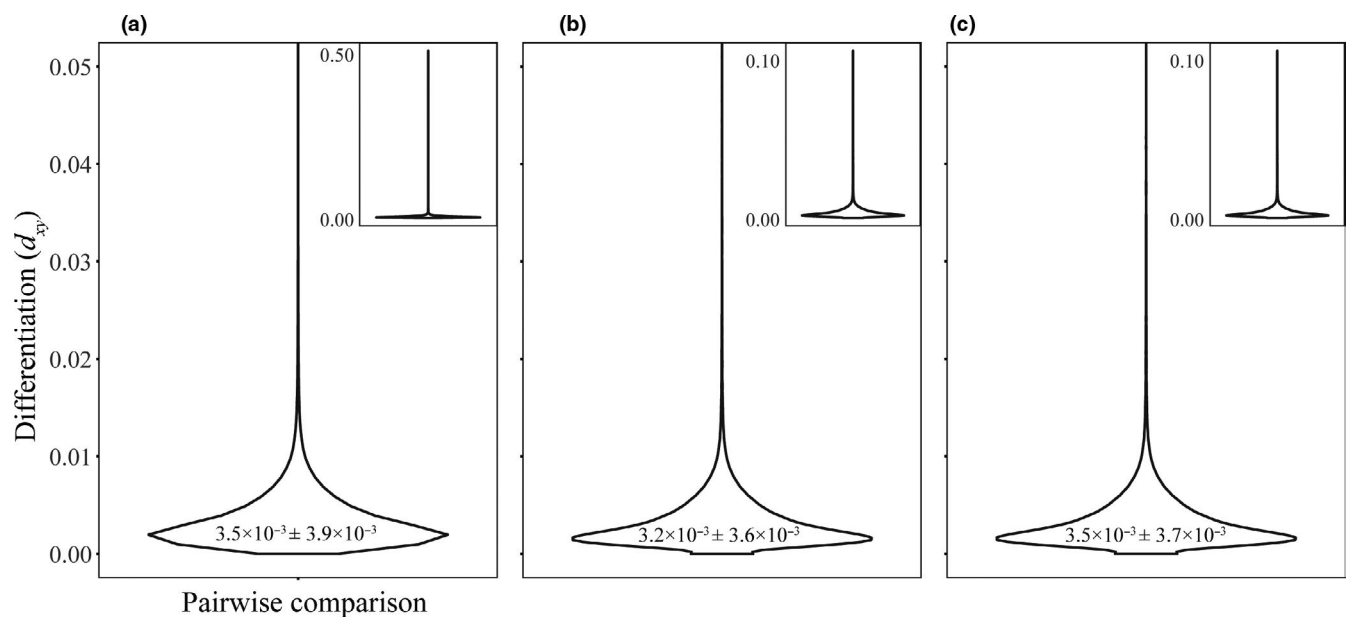 (a)
(b)
(c)
0.50
0.00
0.10
0.00
0.10
0.00
0.05
0.04
0.03
0.02
0.01
0.00
Differentiation (dxy)
3.5×10⁻³ ± 3.9×10⁻³
3.2×10⁻³ ± 3.6×10⁻³
3.5×10⁻³ ± 3.7×10⁻³
Pairwise comparison